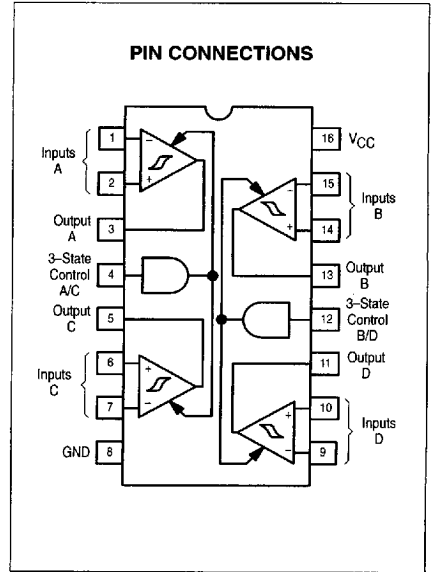 PIN CONNECTIONS
1
Inputs
A
−
2
+
Output
A
3
3–State
Control
A/C
4
Output
C
5
Inputs
C
6
+
7
−
GND
8
16
VCC
15
−
Inputs
B
14
+
13
Output
B
12
3–State
Control
B/D
11
Output
D
10
+
Inputs
D
9
−